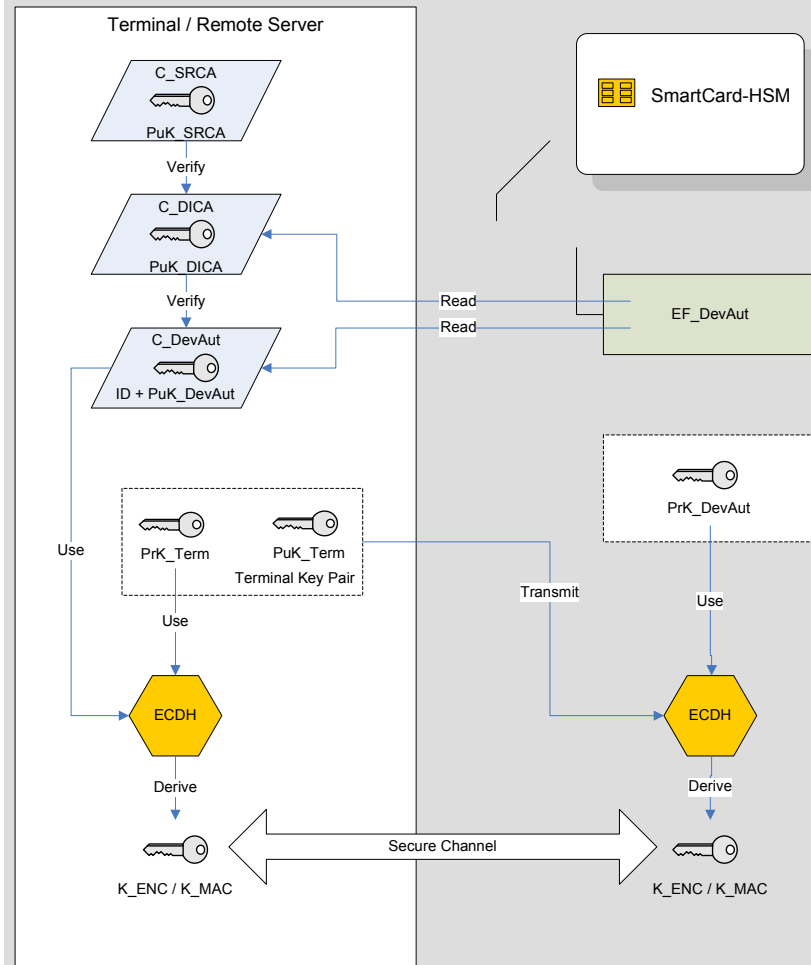 Terminal / Remote Server
C_SRCA
PuK_SRCA
Verify
C_DICA
PuK_DICA
Verify
C_DevAut
ID + PuK_DevAut
Use
PrK_Term
PuK_Term
Terminal Key Pair
Use
ECDH
Derive
K_ENC / K_MAC
SmartCard-HSM
Read
Read
EF_DevAut
PrK_DevAut
Transmit
Use
ECDH
Derive
Secure Channel
K_ENC / K_MAC